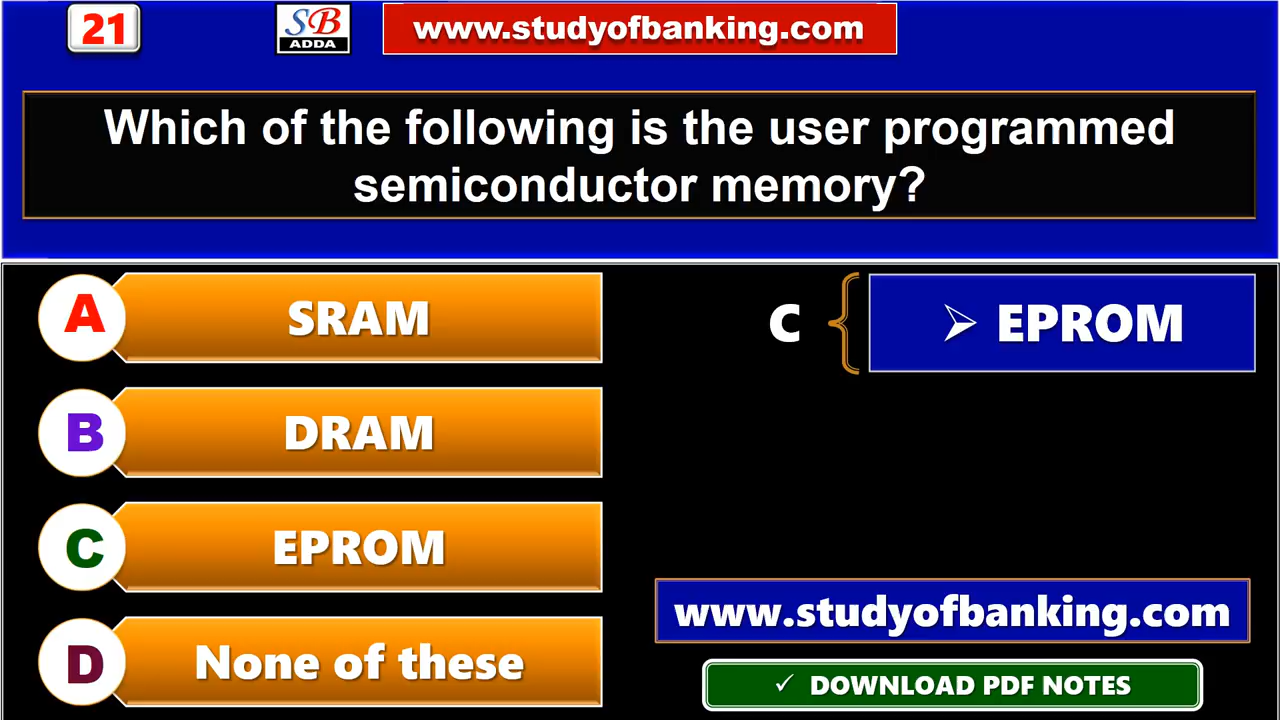 21
SB
ADDA
www.studyofbanking.com
Which of the following is the user programmed
semiconductor memory?
A
SRAM
B
DRAM
C
EPROM
D
None of these
C
➢ EPROM
www.studyofbanking.com
✓ DOWNLOAD PDF NOTES